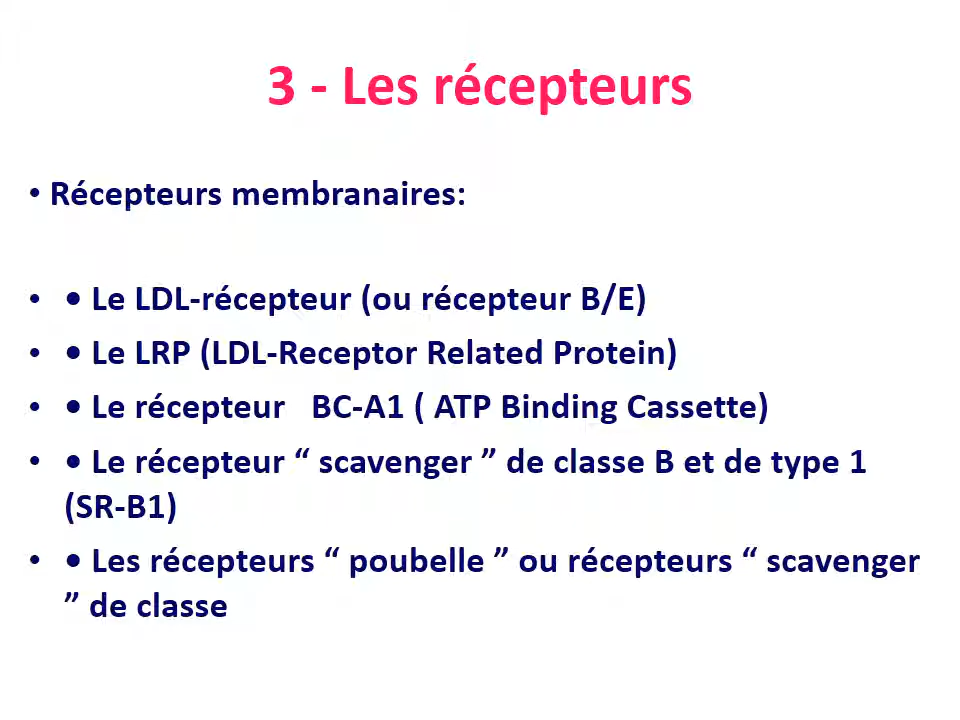 3 - Les récepteurs
• Récepteurs membranaires:
• • Le LDL-récepteur (ou récepteur B/E)
• • Le LRP (LDL-Receptor Related Protein)
• • Le récepteur BC-A1 ( ATP Binding Cassette)
• • Le récepteur “ scavenger ” de classe B et de type 1
(SR-B1)
• • Les récepteurs “ poubelle ” ou récepteurs “ scavenger
” de classe